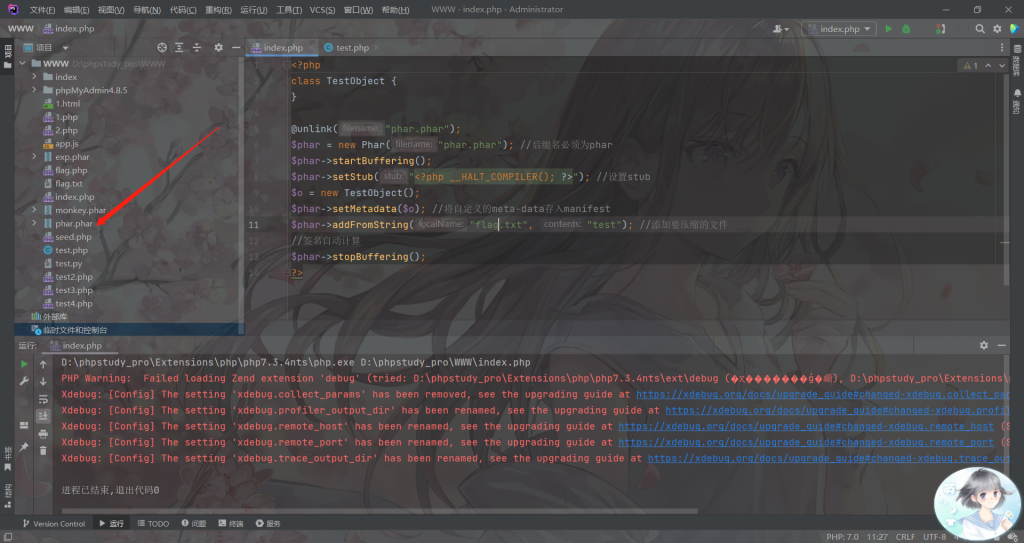 文件(F) 编辑(E) 视图(V) 导航(N) 代码(C) 重构(R) 运行(U) 工具(T) VCS(S) 窗口(W) 帮助(H) WWW - index.php - Administrator
WWW index.php
index.php
项目
index.php
test.php
WWW D:\phpstudy_pro\WWW
index
phpMyAdmin4.8.5
1.html
1.php
2.php
app.js
exp.phar
flag.php
flag.txt
index.php
monkey.phar
phar.phar
seed.php
test.php
test.py
test2.php
test3.php
test4.php
外部库
临时文件和控制台
1
<?php
class TestObject {
}
@unlink( filename: "phar.phar");
$phar = new Phar( filename: "phar.phar"); //后缀名必须为phar
$phar->startBuffering();
$phar->setStub( stub: "<?php __HALT_COMPILER(); ?>"); //设置stub
$o = new TestObject();
$phar->setMetadata($o); //将自定义的meta-data存入manifest
11 $phar->addFromString( localName: "flag.txt", contents: "test"); //添加要压缩的文件
//签名自动计算
$phar->stopBuffering();
?>
运行: index.php
D:\phpstudy_pro\Extensions\php\php7.3.4nts\php.exe D:\phpstudy_pro\WWW\index.php
PHP Warning: Failed loading Zend extension 'debug' (tried: D:\phpstudy_pro\Extensions\php\php7.3.4nts\ext\debug
Xdebug: [Config] The setting 'xdebug.collect_params' has been removed, see the upgrading guide at https://xdebug.org/docs/upgrade_guide#changed-xdebug.collect_par
Xdebug: [Config] The setting 'xdebug.profiler_output_dir' has been renamed, see the upgrading guide at https://xdebug.org/docs/upgrade_guide#changed-xdebug.profil
Xdebug: [Config] The setting 'xdebug.remote_host' has been renamed, see the upgrading guide at https://xdebug.org/docs/upgrade_guide#changed-xdebug.remote_host (S
Xdebug: [Config] The setting 'xdebug.remote_port' has been renamed, see the upgrading guide at https://xdebug.org/docs/upgrade_guide#changed-xdebug.remote_port (S
Xdebug: [Config] The setting 'xdebug.trace_output_dir' has been renamed, see the upgrading guide at https://xdebug.org/docs/upgrade_guide#changed-xdebug.trace_out
进程已结束,退出代码0
Version Control 运行 TODO 问题 终端 服务
PHP: 7.0 11:27 CRLF UTF-8